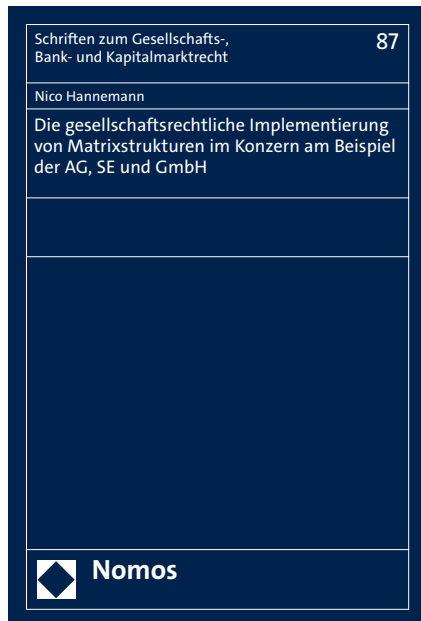 Schriften zum Gesellschafts-,
Bank- und Kapitalmarktrecht
87
Nico Hannemann
Die gesellschaftsrechtliche Implementierung
von Matrixstrukturen im Konzern am Beispiel
der AG, SE und GmbH
Nomos